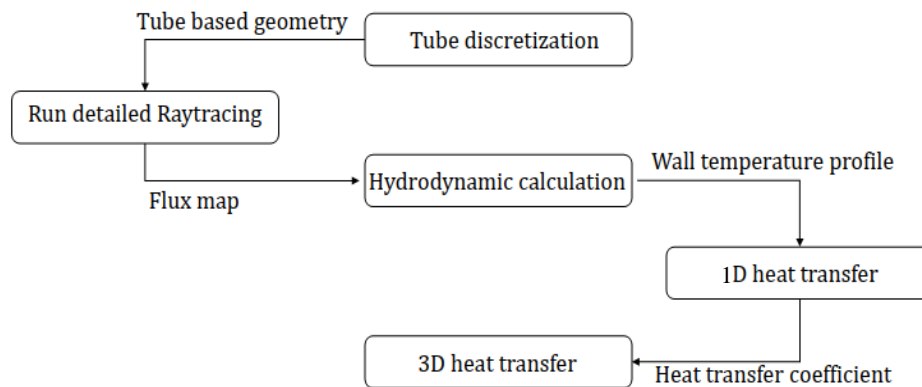 Tube based geometry
Tube discretization
Run detailed Raytracing
Wall temperature profile
Hydrodynamic calculation
Flux map
1D heat transfer
3D heat transfer
Heat transfer coefficient